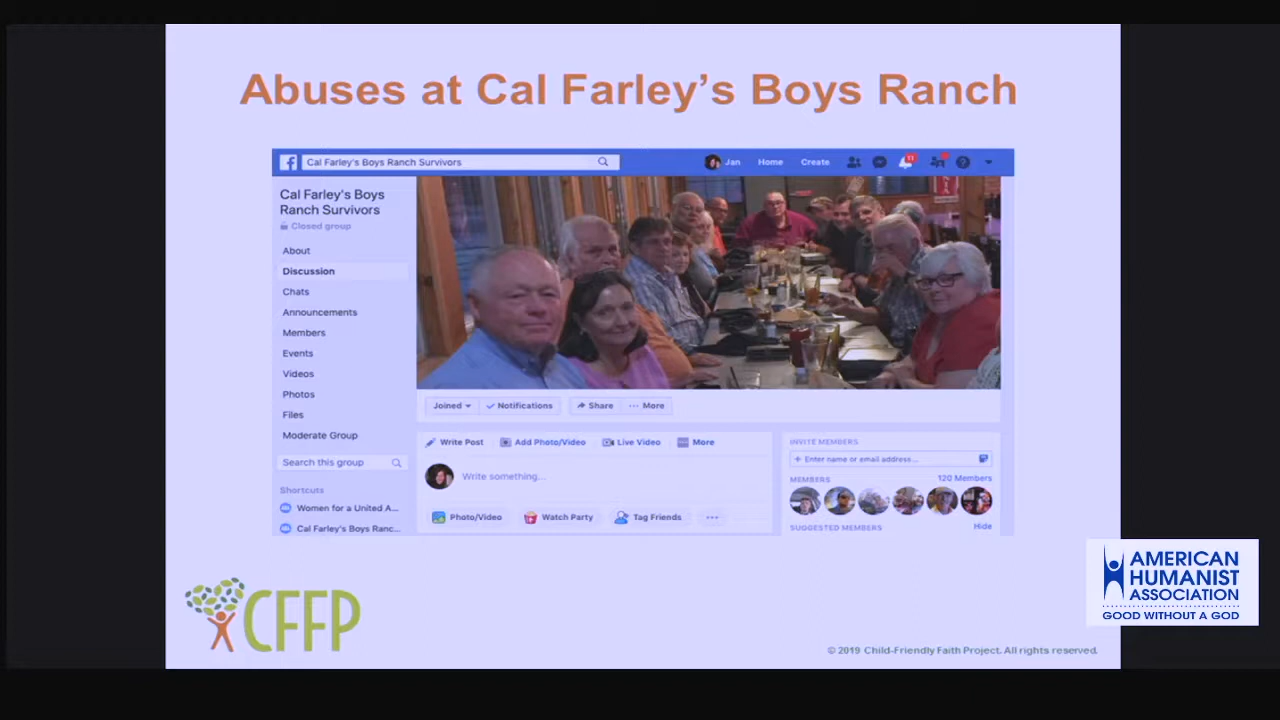 Abuses at Cal Farley's Boys Ranch
Cal Farley's Boys Ranch Survivors
Jan
Home
Create
11
Cal Farley's Boys
Ranch Survivors
Closed group
About
Discussion
Chats
Announcements
Members
Events
Videos
Photos
Files
Moderate Group
Search this group
Shortcuts
Women for a United A...
Cal Farley's Boys Ranc...
Joined
Notifications
Share
More
Write Post
Add Photo/Video
Live Video
More
Write something...
Photo/Video
Watch Party
Tag Friends
INVITE MEMBERS
+ Enter name or email address...
MEMBERS
120 Members
SUGGESTED MEMBERS
Hide
CFFP
AMERICAN
HUMANIST
ASSOCIATION
GOOD WITHOUT A GOD
© 2019 Child-Friendly Faith Project. All rights reserved.